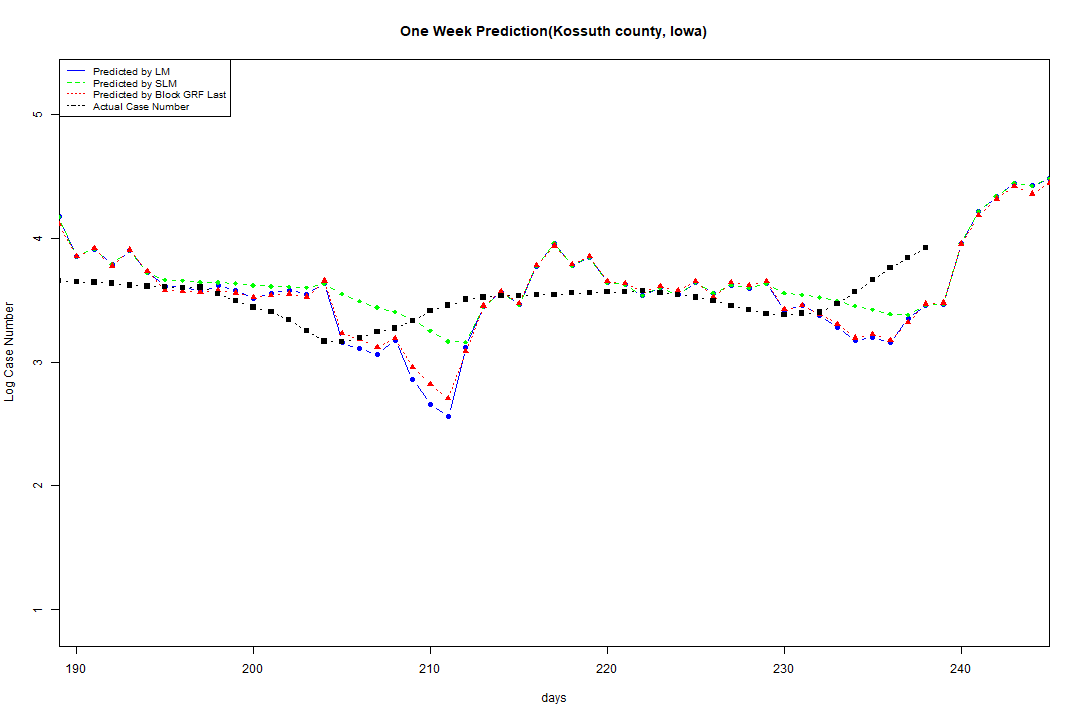 One Week Prediction(Kossuth county, Iowa)
Predicted by LM
Predicted by SLM
Predicted by Block GRF Last
Actual Case Number
5
4
3
2
1
Log Case Number
190 200 210 220 230 240
days